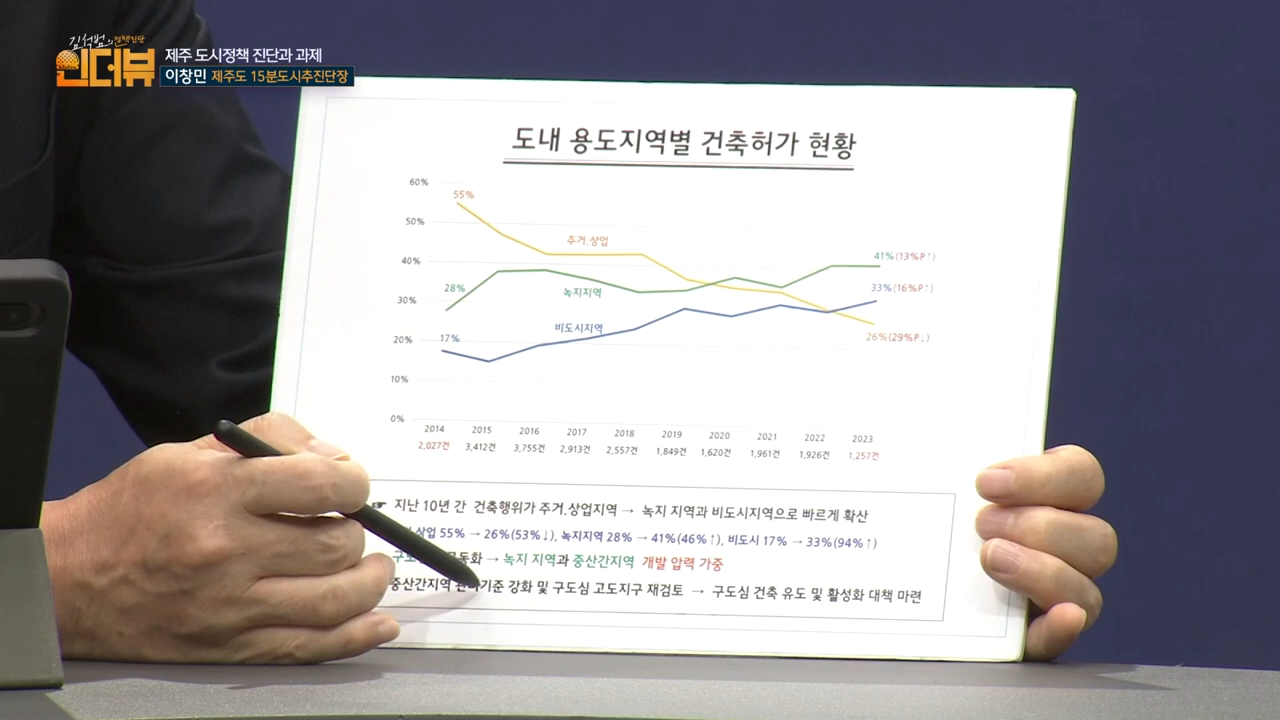 김석범의 정책진단
인더뷰
제주 도시정책 진단과 과제
이창민 제주도 15분도시추진단장
도내 용도지역별 건축허가 현황
60%
50%
40%
30%
20%
10%
0%
55%
주거.상업
41%(13%P↑)
28%
녹지지역
33%(16%P↑)
비도시지역
17%
26%(29%P↓)
2014 2015 2016 2017 2018 2019 2020 2021 2022 2023
2,027건 3,412건 3,755건 2,913건 2,557건 1,849건 1,620건 1,961건 1,926건 1,257건
☛ 지난 10년 간 건축행위가 주거.상업지역 → 녹지 지역과 비도시지역으로 빠르게 확산
상업 55% → 26%(53%↓), 녹지지역 28% → 41%(46%↑), 비도시 17% → 33%(94%↑)
→ 녹지 지역과 중산간지역 개발 압력 가중
중산간지역 강화 및 구도심 고도지구 재검토 → 구도심 건축 유도 및 활성화 대책 마련